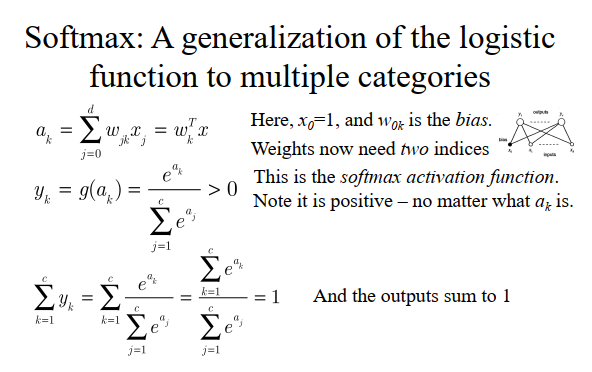 Softmax: A generalization of the logistic
function to multiple categories
a_k = \sum_{j=0}^{d} w_{jk} x_j = w_k^T x
Here, x_0=1, and w_{0k} is the bias.
Weights now need two indices
outputs
bias
inputs
y_k = g(a_k) = \frac{e^{a_k}}{\sum_{j=1}^{c} e^{a_j}} > 0
This is the softmax activation function.
Note it is positive – no matter what a_k is.
\sum_{k=1}^{c} y_k = \sum_{k=1}^{c} \frac{e^{a_k}}{\sum_{j=1}^{c} e^{a_j}} = \frac{\sum_{k=1}^{c} e^{a_k}}{\sum_{j=1}^{c} e^{a_j}} = 1
And the outputs sum to 1